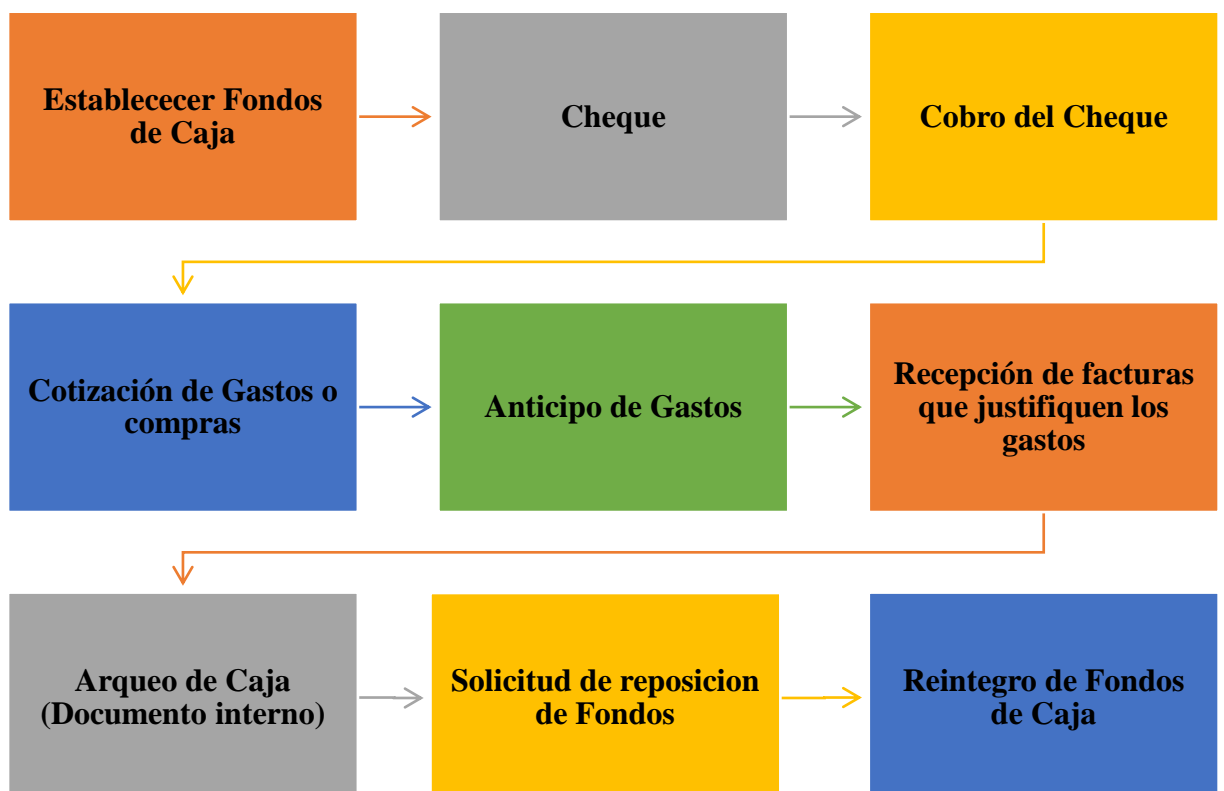 Establececer Fondos
de Caja
Cheque
Cobro del Cheque
Cotización de Gastos o
compras
Anticipo de Gastos
Recepción de facturas
que justifiquen los
gastos
Arqueo de Caja
(Documento interno)
Solicitud de reposicion
de Fondos
Reintegro de Fondos
de Caja